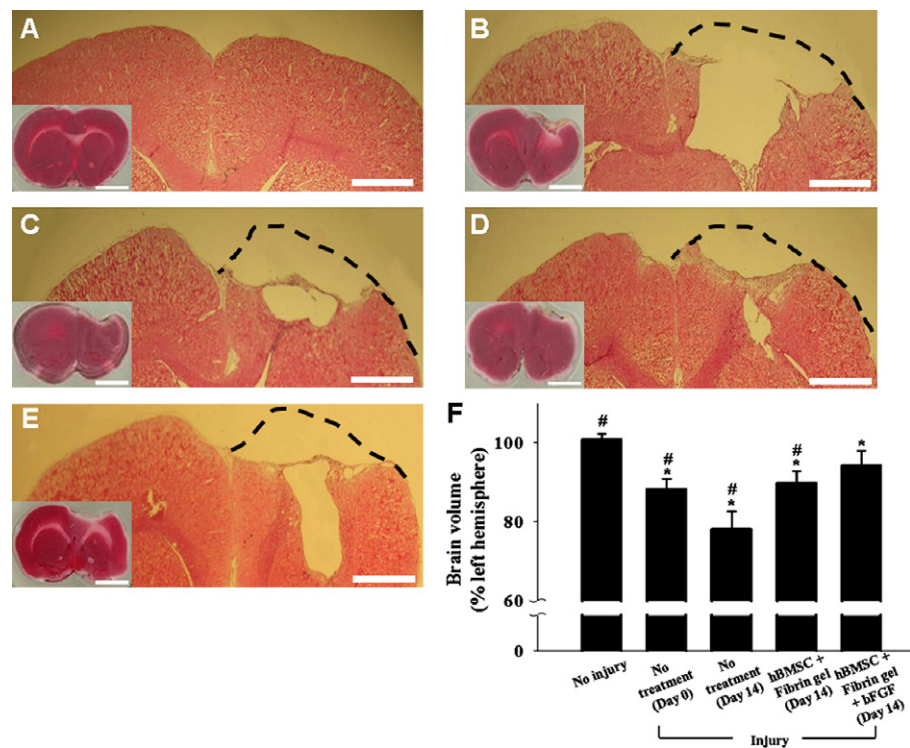 A
B
C
D
E
F
Brain volume
(% left hemisphere)
100
80
60
0
#
#
*
#
*
#
*
*
No injury
No
treatment
(Day 0)
No
treatment
(Day 14)
hBMSC +
Fibrin gel
(Day 14)
hBMSC +
Fibrin gel
+ bFGF
(Day 14)
Injury